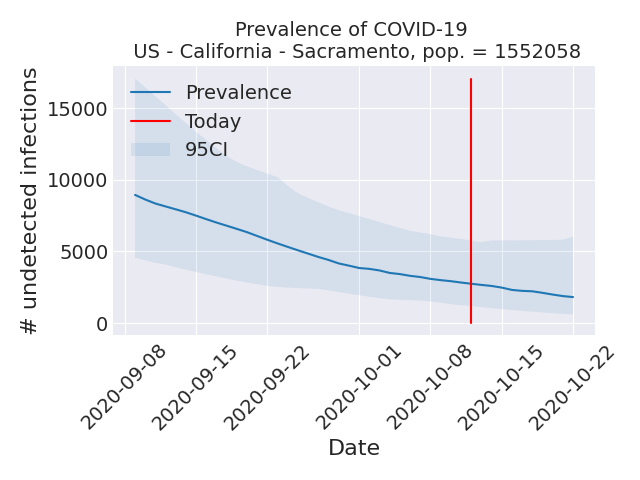 Prevalence of COVID-19
US - California - Sacramento, pop. = 1552058
# undetected infections
15000
10000
5000
0
Prevalence
Today
95CI
2020-09-08
2020-09-15
2020-09-22
2020-10-01
2020-10-08
2020-10-15
2020-10-22
Date